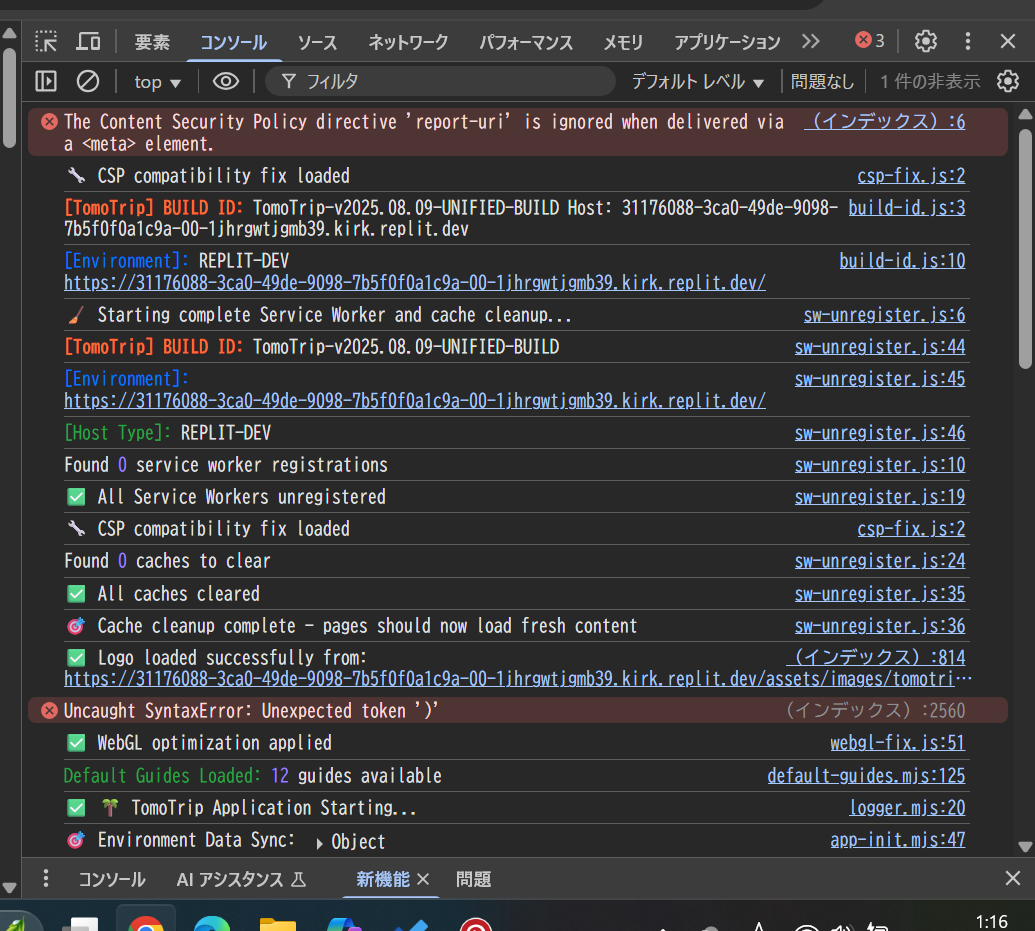 要素 コンソール ソース ネットワーク パフォーマンス メモリ アプリケーション 3
top フィルタ デフォルト レベル 問題なし 1 件の非表示
The Content Security Policy directive 'report-uri' is ignored when delivered via (インデックス):6
a <meta> element.
🔧 CSP compatibility fix loaded csp-fix.js:2
[TomoTrip] BUILD ID: TomoTrip-v2025.08.09-UNIFIED-BUILD Host: 31176088-3ca0-49de-9098- build-id.js:3
7b5f0f0a1c9a-00-1jhrgwtjgmb39.kirk.replit.dev
[Environment]: REPLIT-DEV build-id.js:10
https://31176088-3ca0-49de-9098-7b5f0f0a1c9a-00-1jhrgwtjgmb39.kirk.replit.dev/
🧹 Starting complete Service Worker and cache cleanup... sw-unregister.js:6
[TomoTrip] BUILD ID: TomoTrip-v2025.08.09-UNIFIED-BUILD sw-unregister.js:44
[Environment]: sw-unregister.js:45
https://31176088-3ca0-49de-9098-7b5f0f0a1c9a-00-1jhrgwtjgmb39.kirk.replit.dev/
[Host Type]: REPLIT-DEV sw-unregister.js:46
Found 0 service worker registrations sw-unregister.js:10
✅ All Service Workers unregistered sw-unregister.js:19
🔧 CSP compatibility fix loaded csp-fix.js:2
Found 0 caches to clear sw-unregister.js:24
✅ All caches cleared sw-unregister.js:35
🎯 Cache cleanup complete - pages should now load fresh content sw-unregister.js:36
✅ Logo loaded successfully from: (インデックス):814
https://31176088-3ca0-49de-9098-7b5f0f0a1c9a-00-1jhrgwtjgmb39.kirk.replit.dev/assets/images/tomotri…
Uncaught SyntaxError: Unexpected token ')' (インデックス):2560
✅ WebGL optimization applied webgl-fix.js:51
Default Guides Loaded: 12 guides available default-guides.mjs:125
✅ 🌴 TomoTrip Application Starting... logger.mjs:20
🎯 Environment Data Sync: ▶ Object app-init.mjs:47
コンソール AI アシスタンス 新機能 問題
1:16